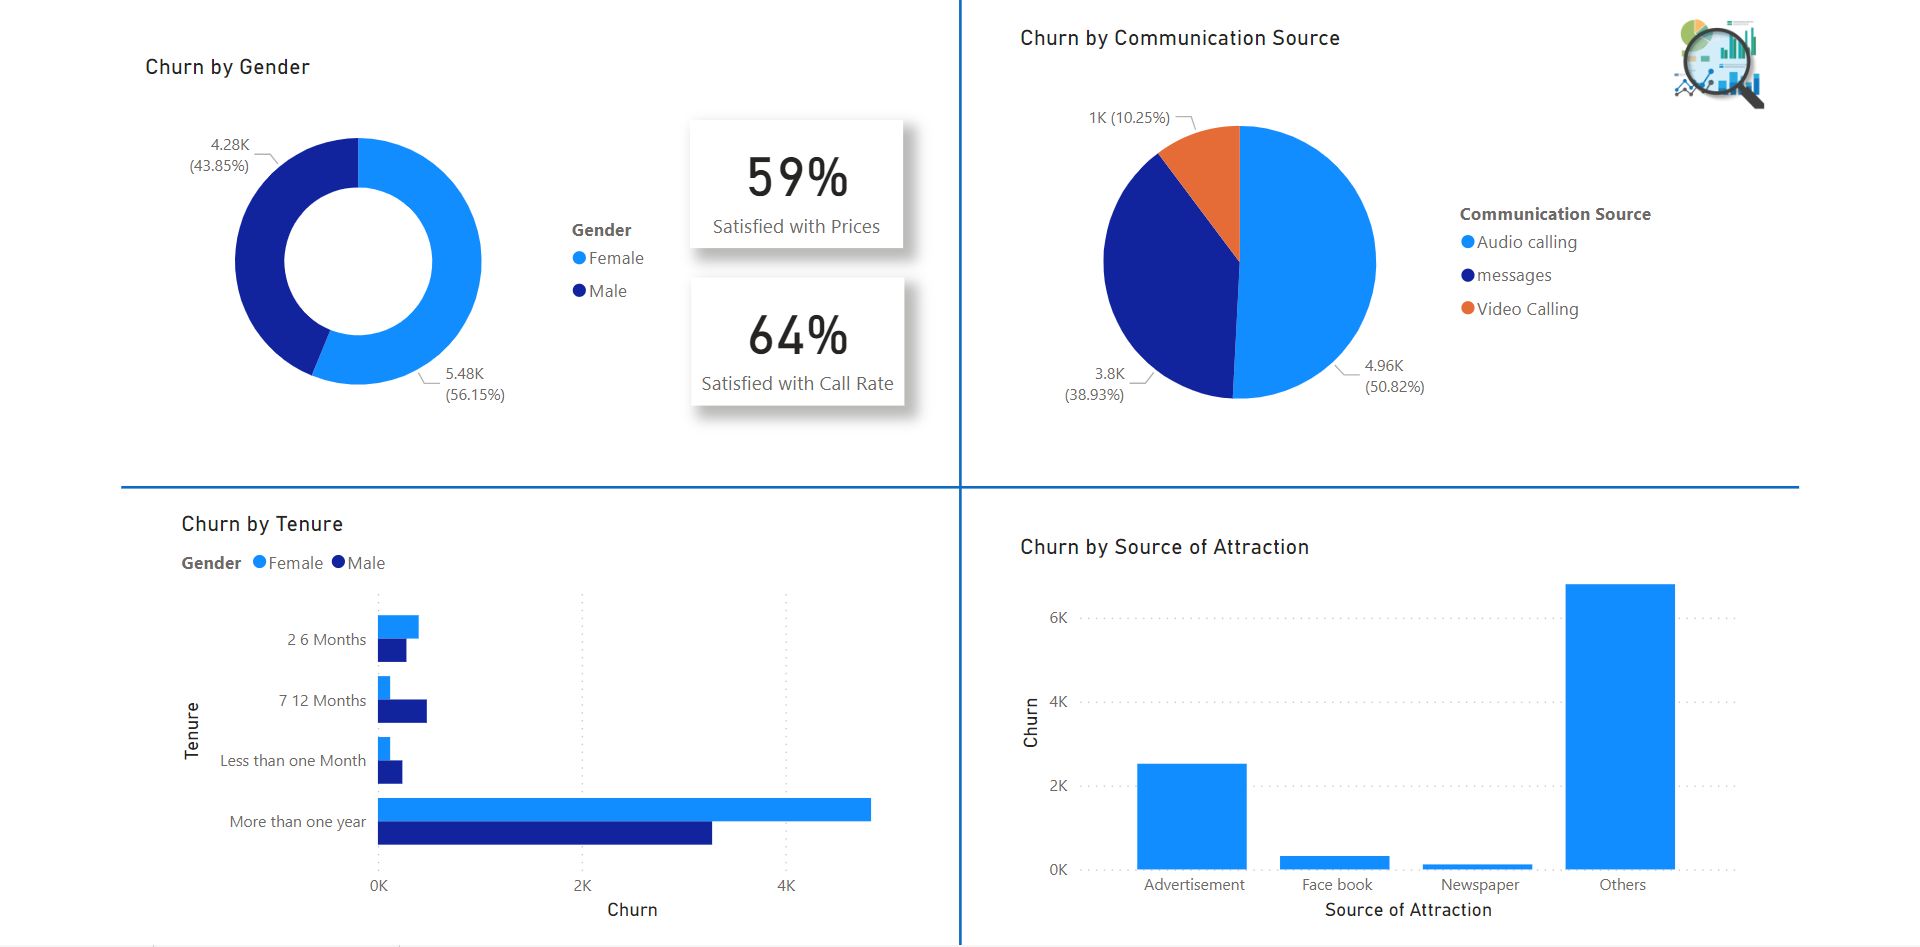 Churn by Gender
4.28K
(43.85%)
5.48K
(56.15%)
Gender
Female
Male
59%
Satisfied with Prices
64%
Satisfied with Call Rate
Churn by Communication Source
1K (10.25%)
3.8K
(38.93%)
4.96K
(50.82%)
Communication Source
Audio calling
messages
Video Calling
Churn by Tenure
Gender Female Male
Tenure
2 6 Months
7 12 Months
Less than one Month
More than one year
0K 2K 4K
Churn
Churn by Source of Attraction
Churn
6K
4K
2K
0K
Advertisement Face book Newspaper Others
Source of Attraction